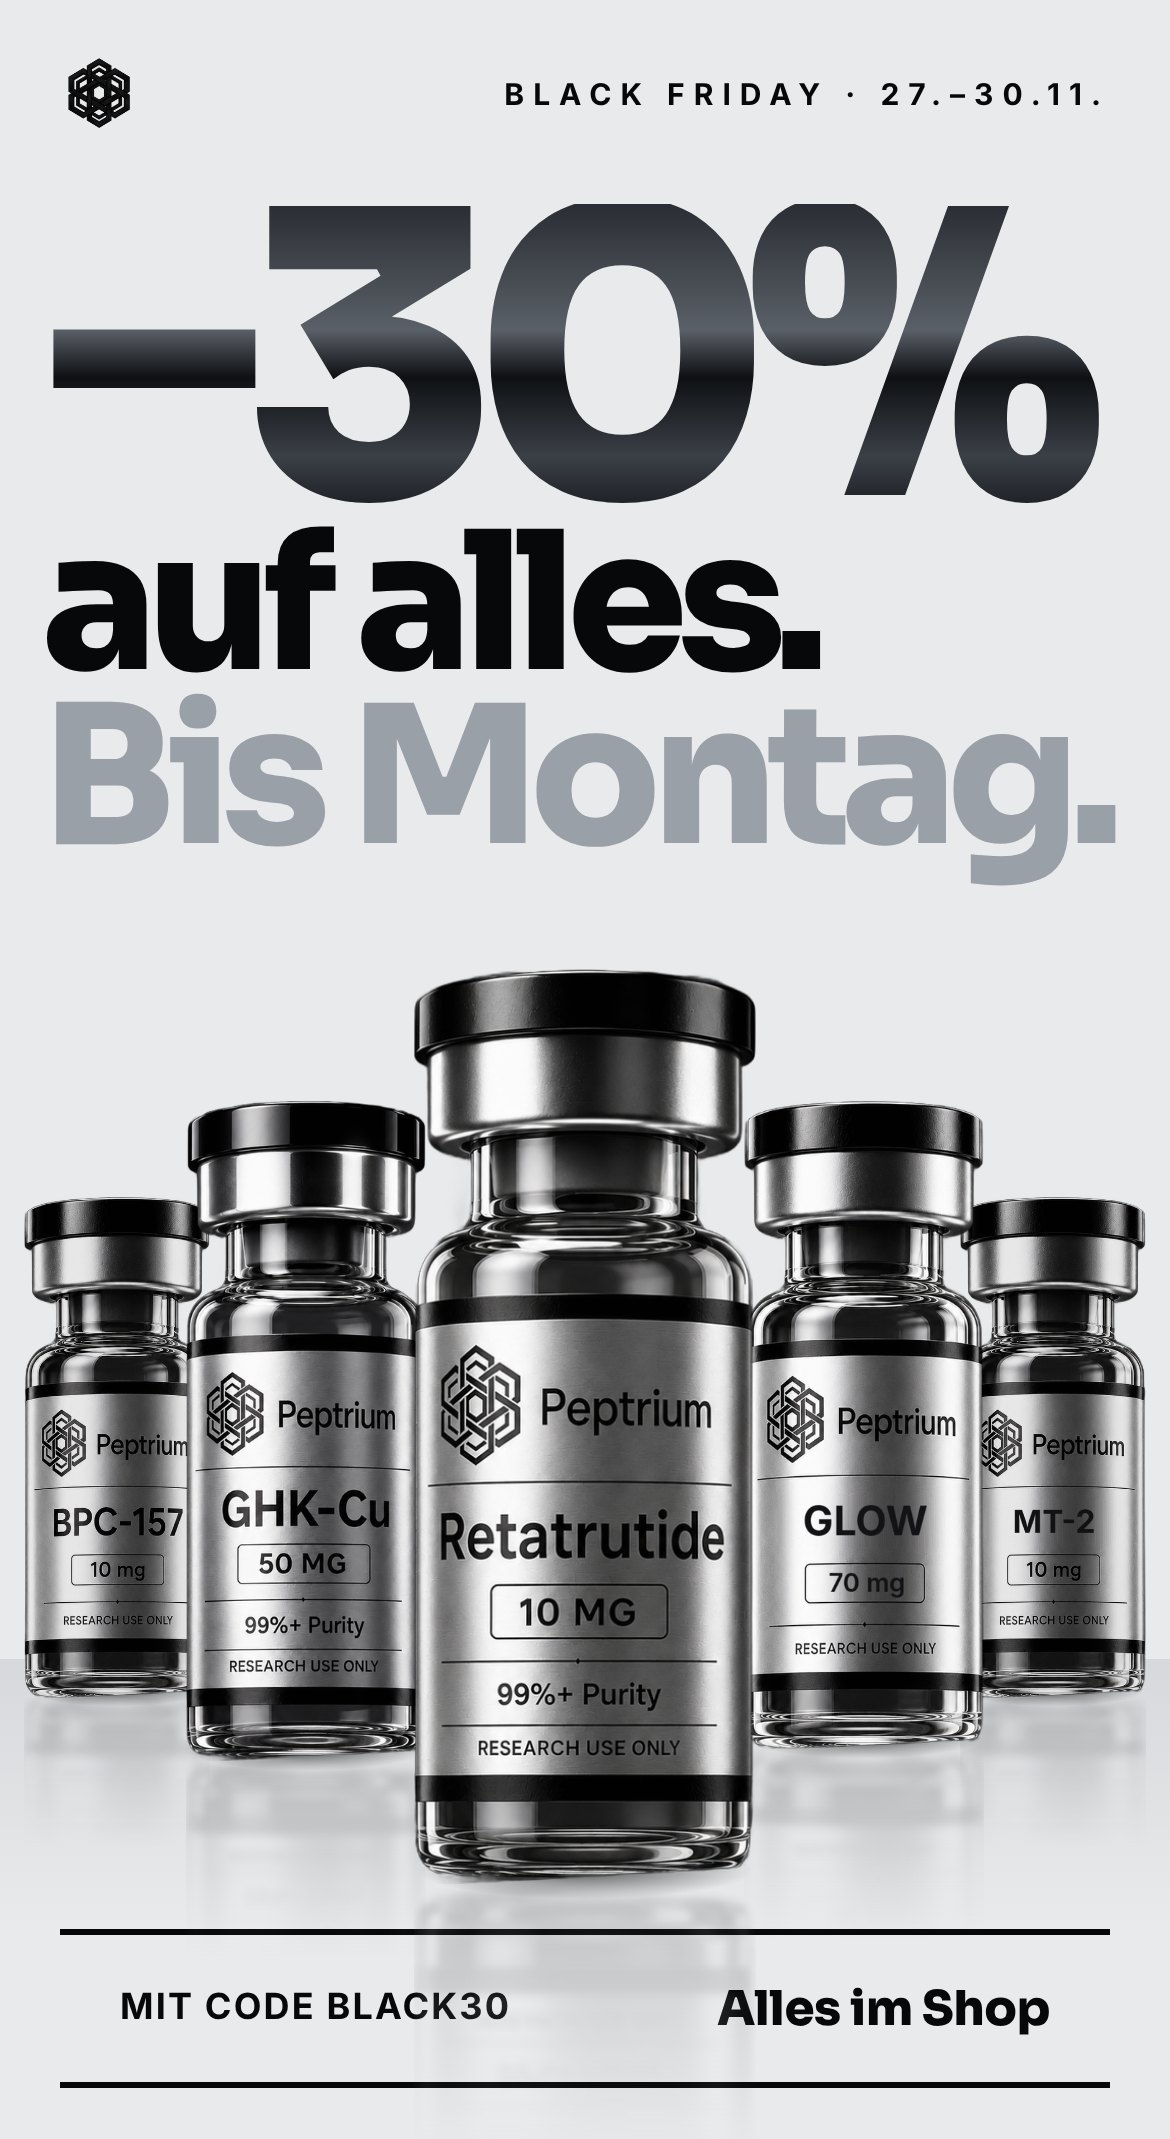 BLACK FRIDAY · 27.–30.11.
–30%
auf alles.
Bis Montag.
Peptrium
BPC-157
10 mg
RESEARCH USE ONLY
Peptrium
GHK-Cu
50 MG
99%+ Purity
RESEARCH USE ONLY
Peptrium
Retatrutide
10 MG
99%+ Purity
RESEARCH USE ONLY
Peptrium
GLOW
70 mg
RESEARCH USE ONLY
Peptrium
MT-2
10 mg
RESEARCH USE ONLY
MIT CODE BLACK30
Alles im Shop